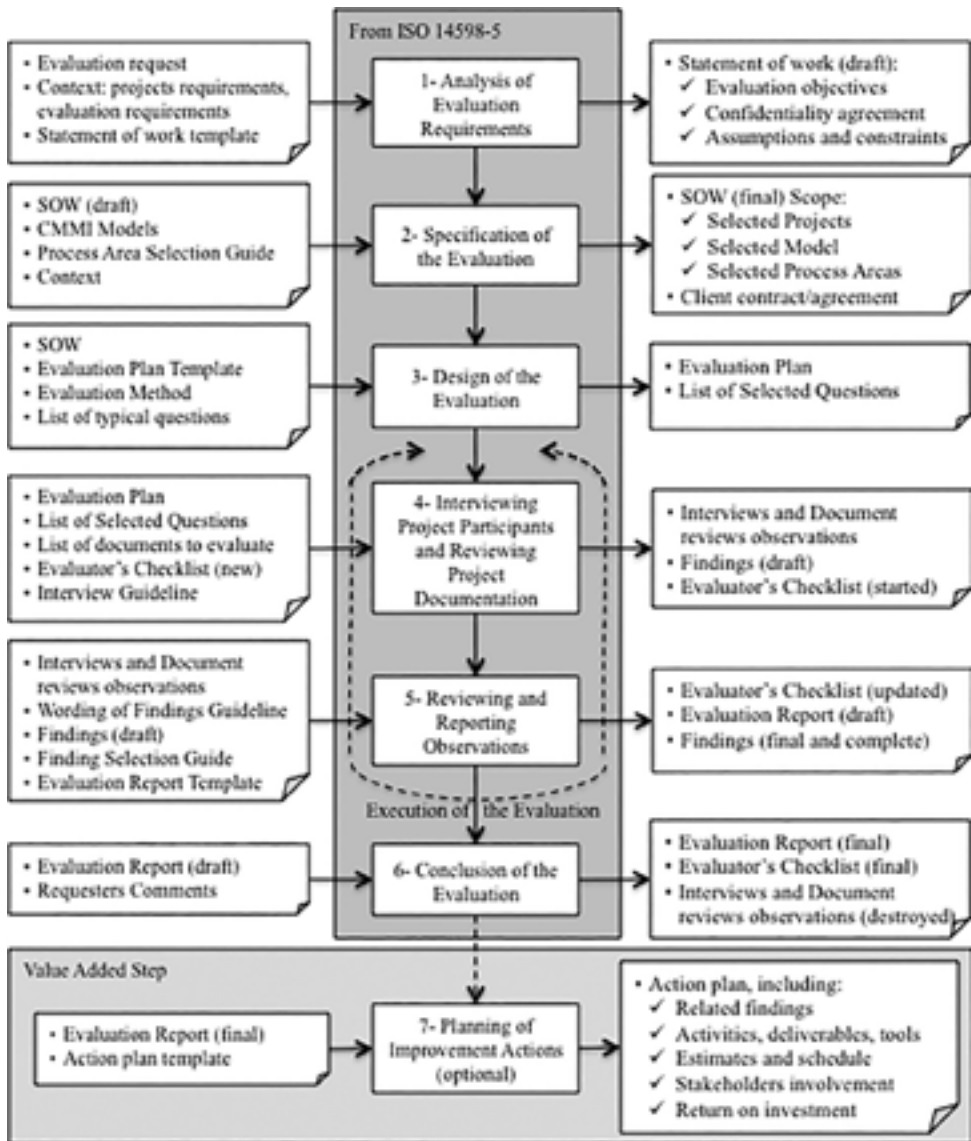 From ISO 14598-5
• Evaluation request
• Context: projects requirements,
evaluation requirements
• Statement of work template
1- Analysis of
Evaluation
Requirements
• Statement of work (draft):
✓ Evaluation objectives
✓ Confidentiality agreement
✓ Assumptions and constraints
• SOW (draft)
• CMMI Models
• Process Area Selection Guide
• Context
2- Specification of
the Evaluation
• SOW (final) Scope:
✓ Selected Projects
✓ Selected Model
✓ Selected Process Areas
• Client contract/agreement
• SOW
• Evaluation Plan Template
• Evaluation Method
• List of typical questions
3- Design of the
Evaluation
• Evaluation Plan
• List of Selected Questions
• Evaluation Plan
• List of Selected Questions
• List of documents to evaluate
• Evaluator's Checklist (new)
• Interview Guideline
4- Interviewing
Project Participants
and Reviewing
Project
Documentation
• Interviews and Document
reviews observations
• Findings (draft)
• Evaluator's Checklist (started)
• Interviews and Document
reviews observations
• Wording of Findings Guideline
• Findings (draft)
• Finding Selection Guide
• Evaluation Report Template
5- Reviewing and
Reporting
Observations
• Evaluator's Checklist (updated)
• Evaluation Report (draft)
• Findings (final and complete)
Execution of the Evaluation
• Evaluation Report (draft)
• Requesters Comments
6- Conclusion of the
Evaluation
• Evaluation Report (final)
• Evaluator's Checklist (final)
• Interviews and Document
reviews observations (destroyed)
Value Added Step
• Evaluation Report (final)
• Action plan template
7- Planning of
Improvement Actions
(optional)
• Action plan, including:
✓ Related findings
✓ Activities, deliverables, tools
✓ Estimates and schedule
✓ Stakeholders involvement
✓ Return on investment